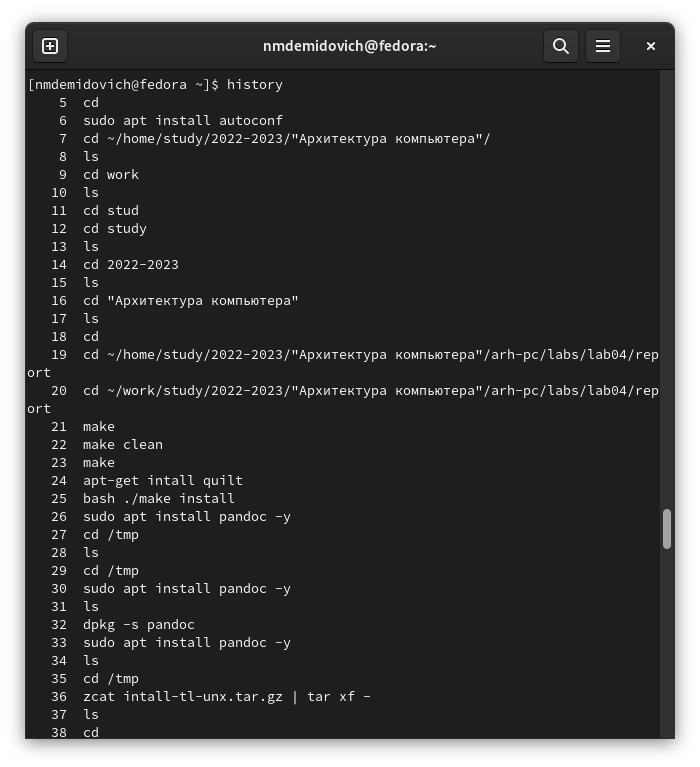 nmdemidovich@fedora:~
[nmdemidovich@fedora ~]$ history
5 cd
6 sudo apt install autoconf
7 cd ~/home/study/2022-2023/"Архитектура компьютера"/
8 ls
9 cd work
10 ls
11 cd stud
12 cd study
13 ls
14 cd 2022-2023
15 ls
16 cd "Архитектура компьютера"
17 ls
18 cd
19 cd ~/home/study/2022-2023/"Архитектура компьютера"/arh-pc/labs/lab04/rep
ort
20 cd ~/work/study/2022-2023/"Архитектура компьютера"/arh-pc/labs/lab04/rep
ort
21 make
22 make clean
23 make
24 apt-get intall quilt
25 bash ./make install
26 sudo apt install pandoc -y
27 cd /tmp
28 ls
29 cd /tmp
30 sudo apt install pandoc -y
31 ls
32 dpkg -s pandoc
33 sudo apt install pandoc -y
34 ls
35 cd /tmp
36 zcat intall-tl-unx.tar.gz | tar xf -
37 ls
38 cd